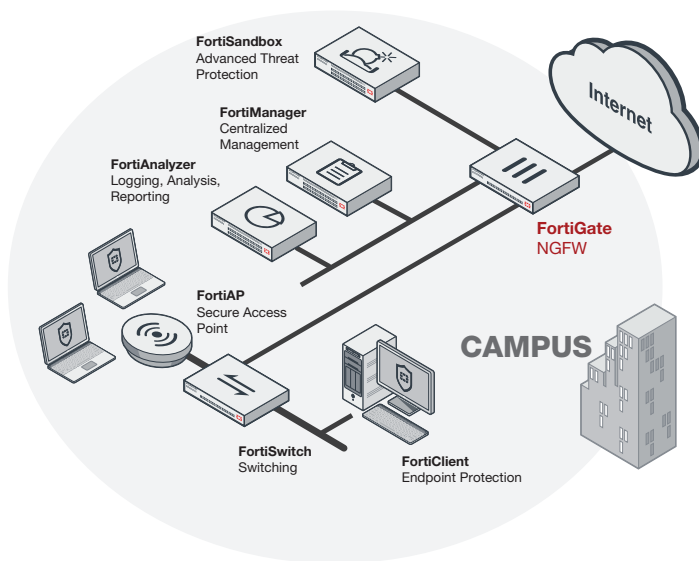 FortiSandbox
Advanced Threat
Protection
Internet
FortiManager
Centralized
Management
FortiAnalyzer
Logging, Analysis,
Reporting
FortiGate
NGFW
FortiAP
Secure Access
Point
CAMPUS
FortiSwitch
Switching
FortiClient
Endpoint Protection